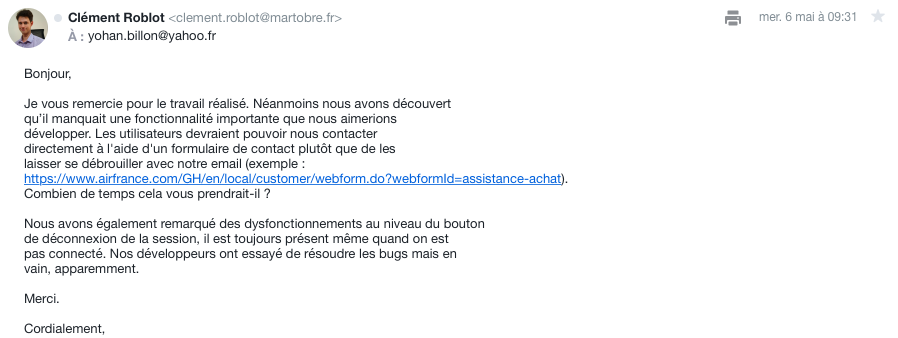 Clément Roblot <clement.roblot@martobre.fr>
mer. 6 mai à 09:31
À : yohan.billon@yahoo.fr
Bonjour,
Je vous remercie pour le travail réalisé. Néanmoins nous avons découvert
qu'il manquait une fonctionnalité importante que nous aimerions
développer. Les utilisateurs devraient pouvoir nous contacter
directement à l'aide d'un formulaire de contact plutôt que de les
laisser se débrouiller avec notre email (exemple :
https://www.airfrance.com/GH/en/local/customer/webform.do?webformId=assistance-achat).
Combien de temps cela vous prendrait-il ?
Nous avons également remarqué des dysfonctionnements au niveau du bouton
de déconnexion de la session, il est toujours présent même quand on est
pas connecté. Nos développeurs ont essayé de résoudre les bugs mais en
vain, apparemment.
Merci.
Cordialement,